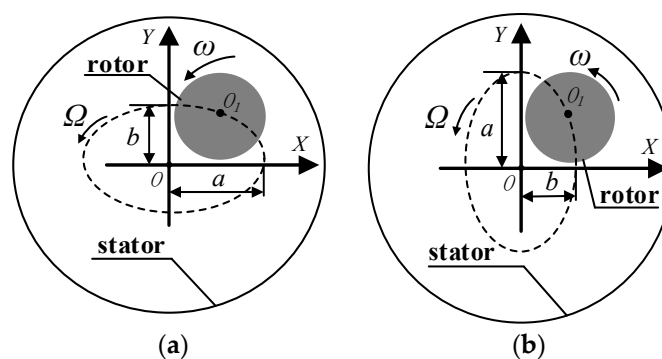 Y
ω
rotor
O₁
Ω
b
X
O
a
stator
(a)
Y
ω
O₁
Ω
a
X
O
b
rotor
stator
(b)